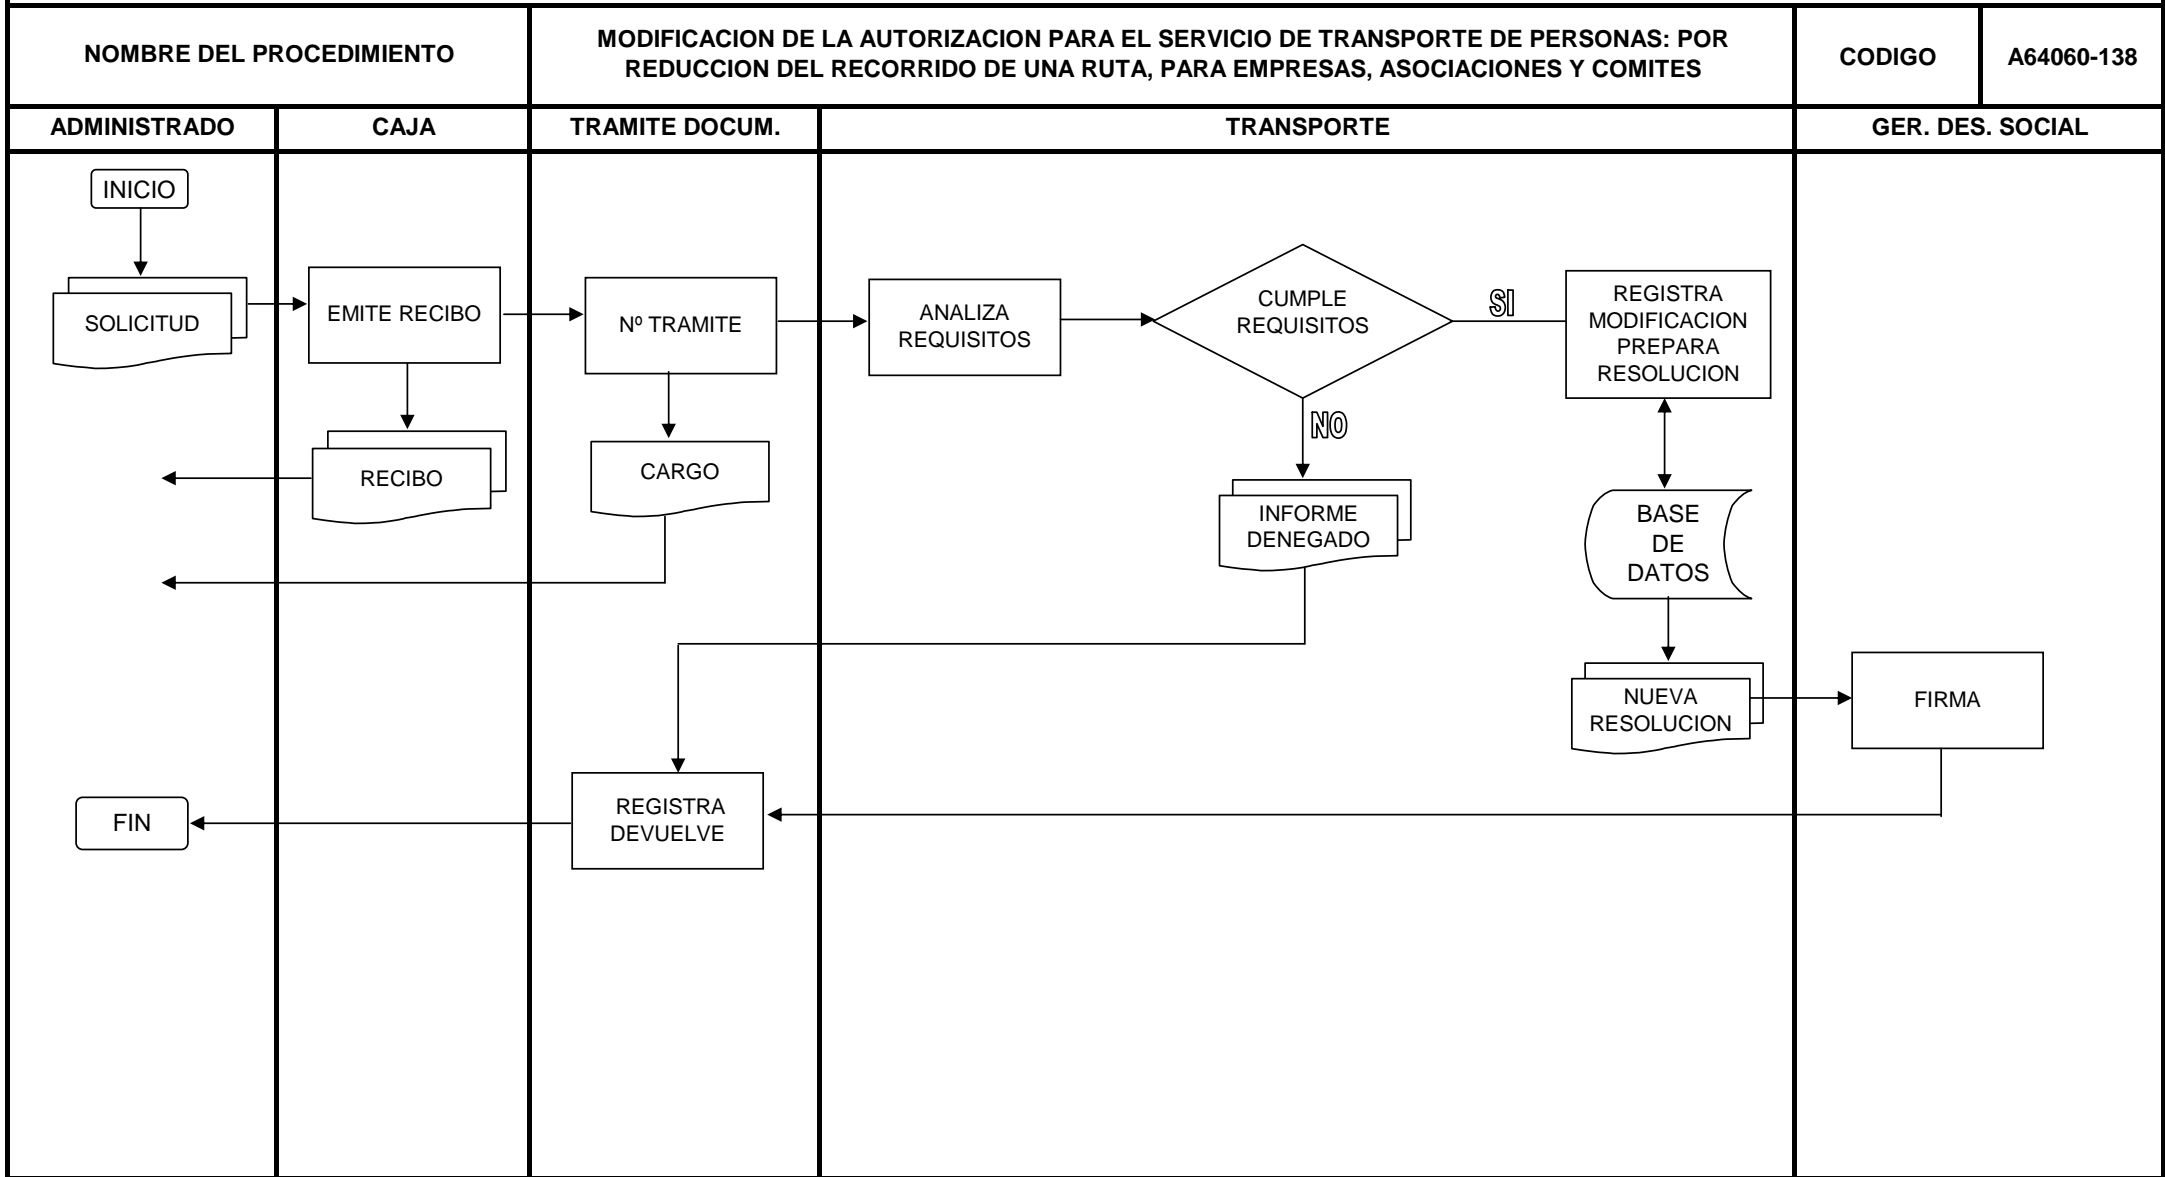 NOMBRE DEL PROCEDIMIENTO
MODIFICACION DE LA AUTORIZACION PARA EL SERVICIO DE TRANSPORTE DE PERSONAS: POR
REDUCCION DEL RECORRIDO DE UNA RUTA, PARA EMPRESAS, ASOCIACIONES Y COMITES
CODIGO
A64060-138
ADMINISTRADO
CAJA
TRAMITE DOCUM.
TRANSPORTE
GER. DES. SOCIAL
INICIO
SOLICITUD
EMITE RECIBO
Nº TRAMITE
ANALIZA
REQUISITOS
CUMPLE
REQUISITOS
SI
REGISTRA
MODIFICACION
PREPARA
RESOLUCION
NO
RECIBO
CARGO
INFORME
DENEGADO
BASE
DE
DATOS
NUEVA
RESOLUCION
FIRMA
REGISTRA
DEVUELVE
FIN